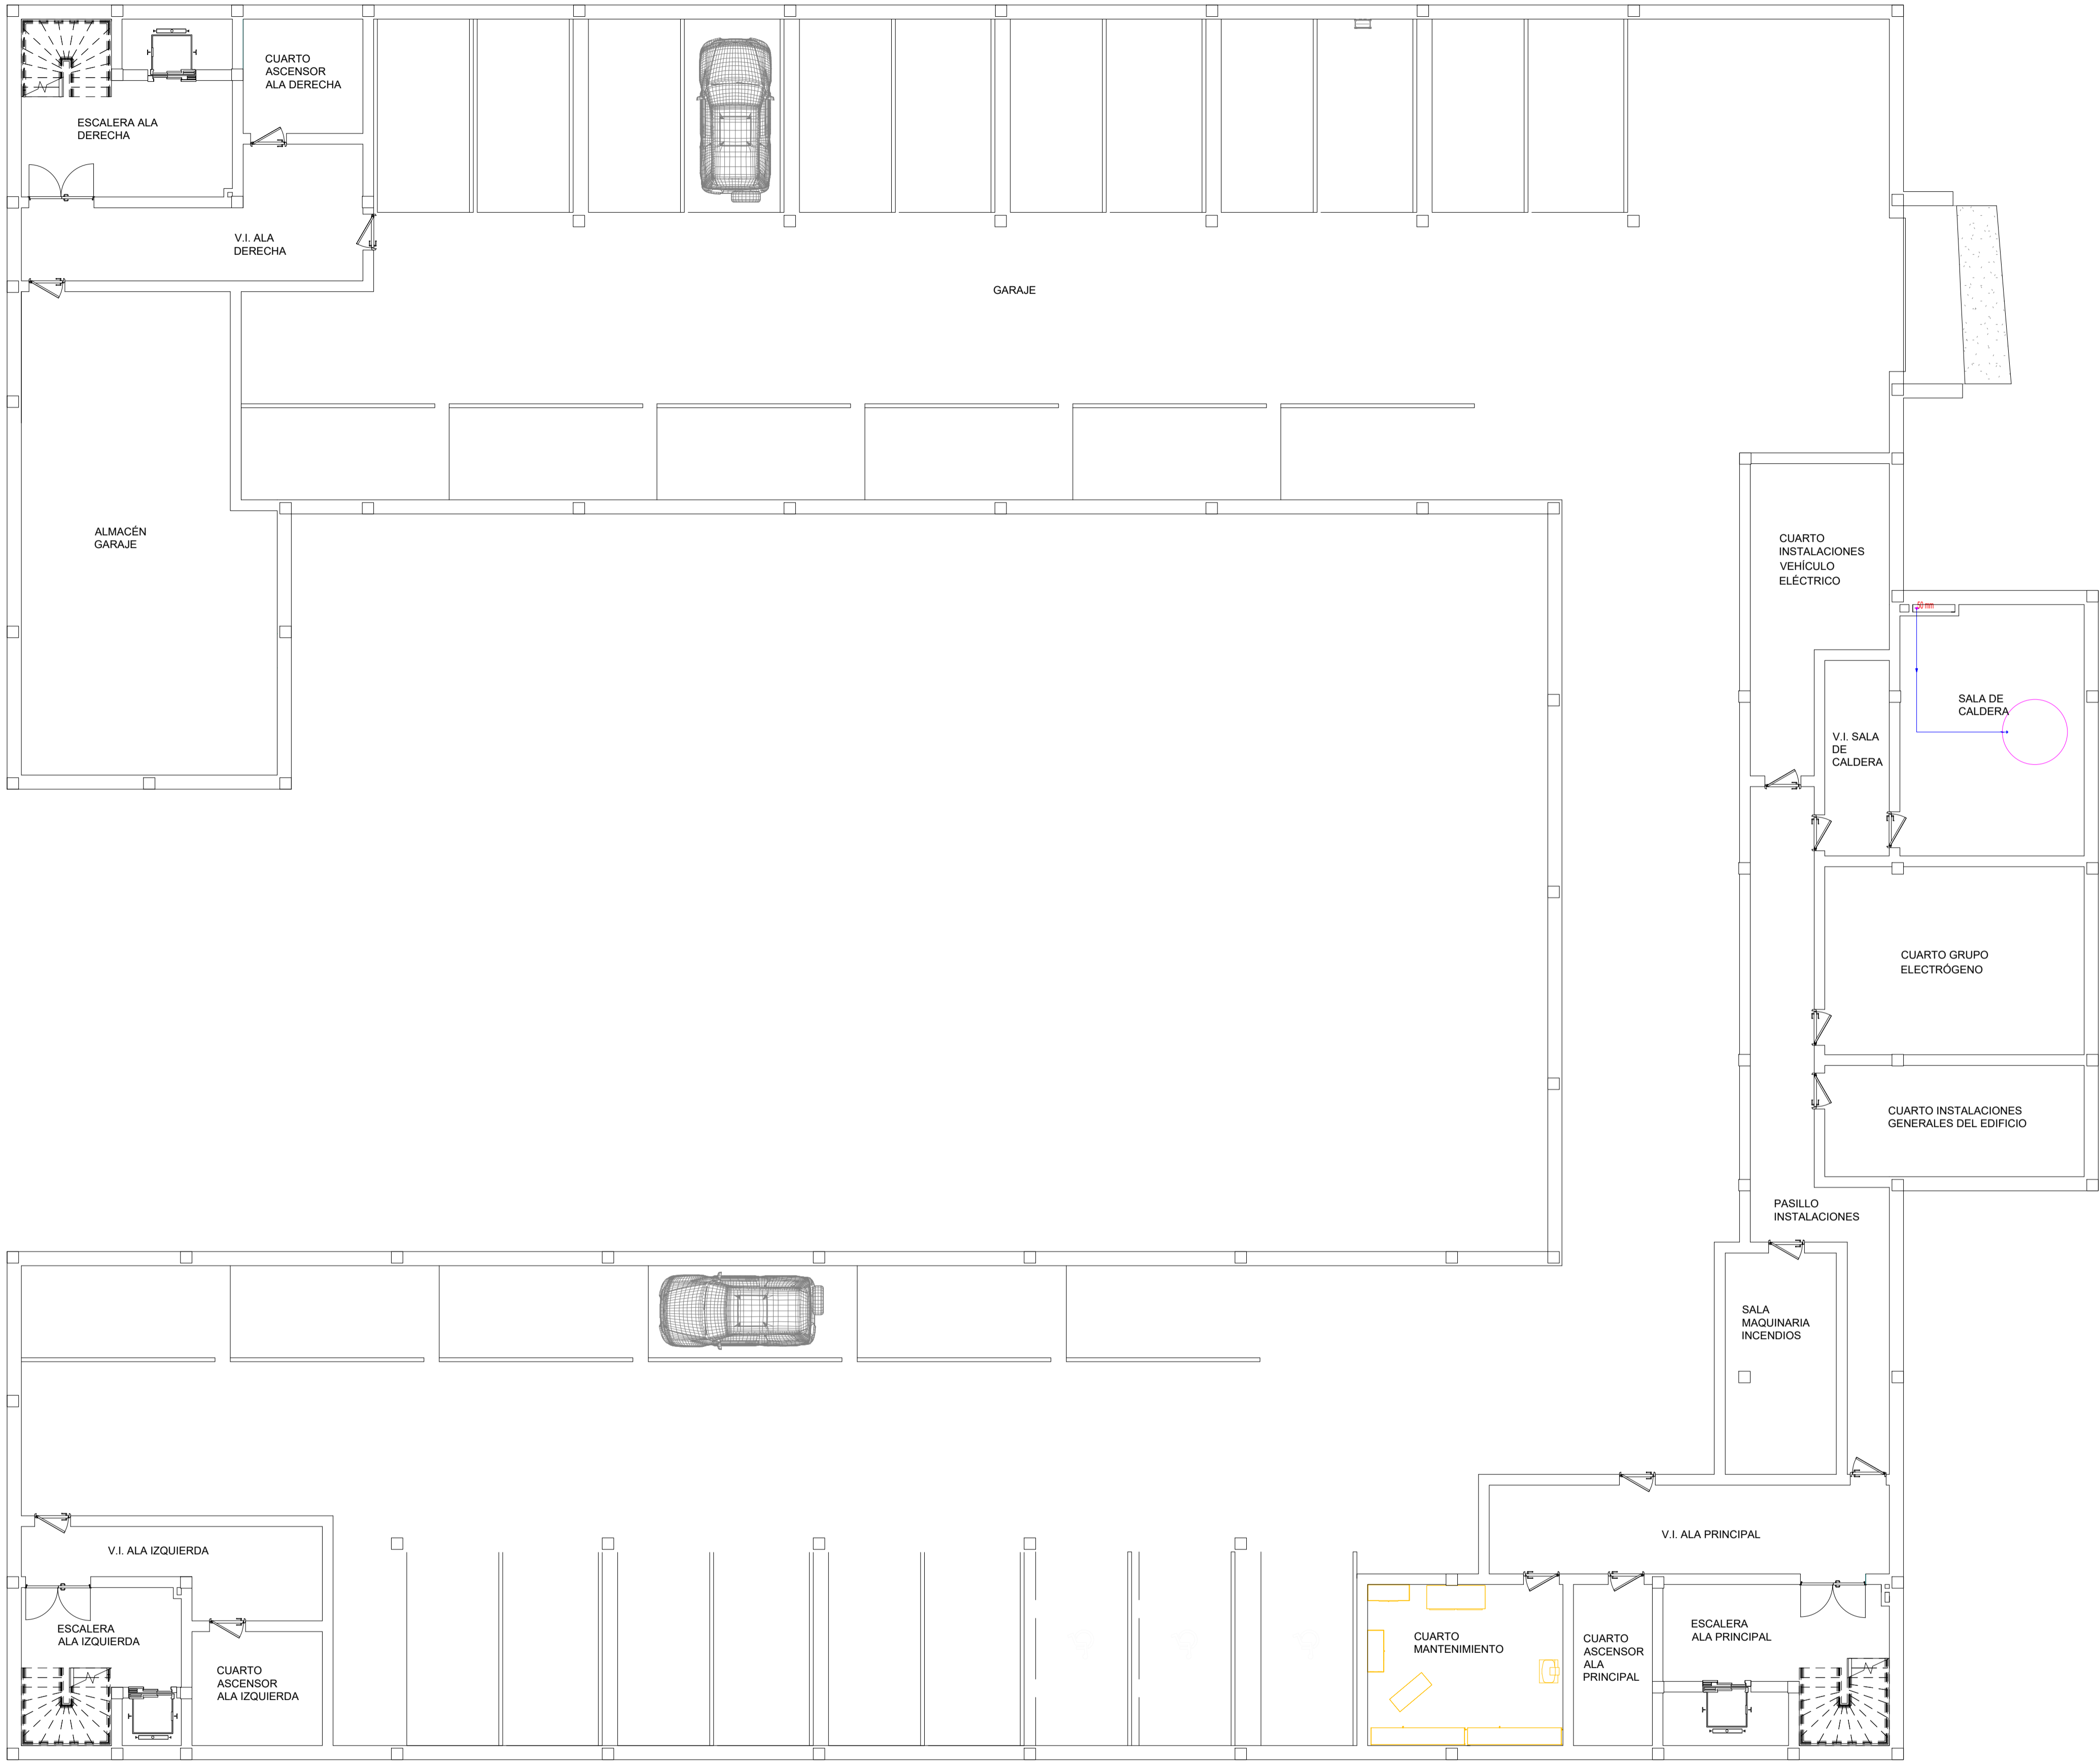 CUARTO
ASCENSOR
ALA DERECHA
ESCALERA ALA
DERECHA
V.I. ALA
DERECHA
GARAJE
ALMACÉN
GARAJE
CUARTO
INSTALACIONES
VEHÍCULO
ELÉCTRICO
50 mm
SALA DE
CALDERA
V.I. SALA
DE
CALDERA
CUARTO GRUPO
ELECTRÓGENO
CUARTO INSTALACIONES
GENERALES DEL EDIFICIO
PASILLO
INSTALACIONES
SALA
MAQUINARIA
INCENDIOS
V.I. ALA PRINCIPAL
V.I. ALA IZQUIERDA
ESCALERA
ALA IZQUIERDA
CUARTO
ASCENSOR
ALA IZQUIERDA
CUARTO
MANTENIMIENTO
CUARTO
ASCENSOR
ALA
PRINCIPAL
ESCALERA
ALA PRINCIPAL